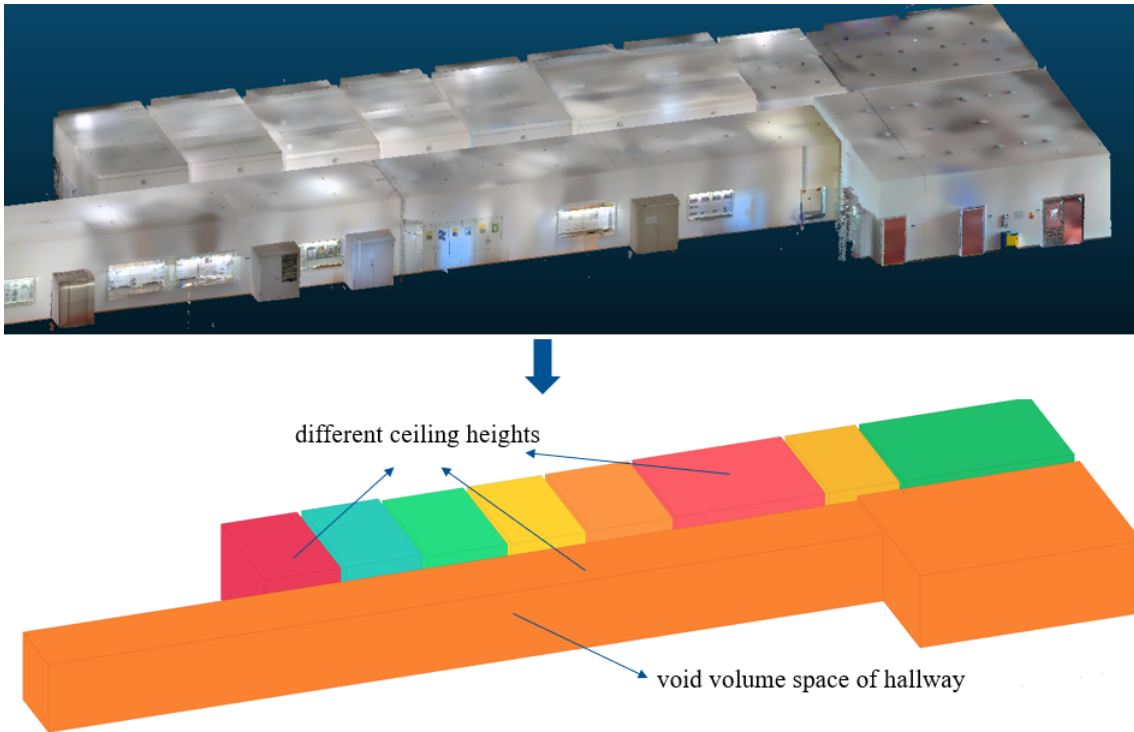 different ceiling heights
void volume space of hallway